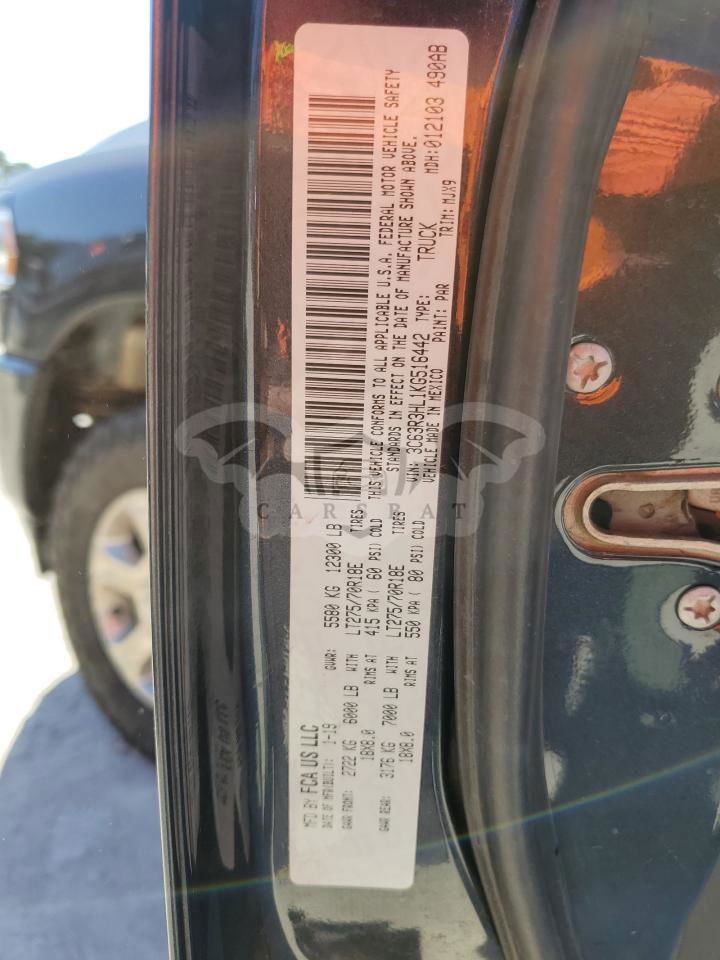 MFD BY FCA US LLC
DATE OF MFR(BUILT): 1-19 GVWR: 5580 KG 12300 LB
GAWR FRONT: 2722 KG 6000 LB WITH LT275/70R18E TIRES,
18X8.0 RIMS AT 415 KPA( 60 PSI) COLD
GAWR REAR: 3176 KG 7000 LB WITH LT275/70R18E TIRES
18X8.0 RIMS AT 550 KPA( 80 PSI) COLD
THIS VEHICLE CONFORMS TO ALL APPLICABLE U.S.A. FEDERAL MOTOR VEHICLE SAFETY
STANDARDS IN EFFECT ON THE DATE OF MANUFACTURE SHOWN ABOVE.
VIN: 3C63R3HL1KG516442 TYPE: TRUCK MDH:012103 490AB
VEHICLE MADE IN MEXICO PAINT: PAR TRIM: MJX9
CARSBAT